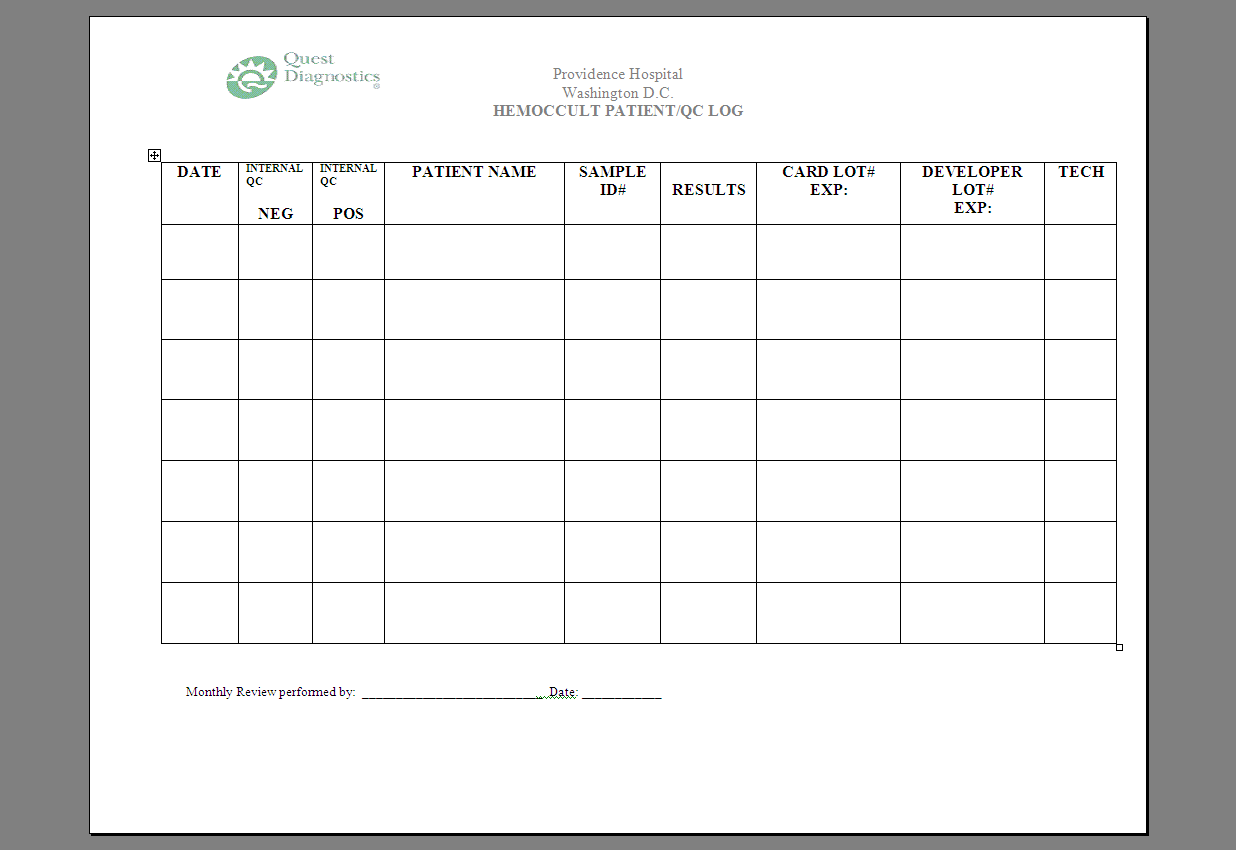 Quest
Diagnostics®
Providence Hospital
Washington D.C.
HEMOCCULT PATIENT/QC LOG
DATE
INTERNAL
QC
NEG
INTERNAL
QC
POS
PATIENT NAME
SAMPLE
ID#
RESULTS
CARD LOT#
EXP:
DEVELOPER
LOT#
EXP:
TECH
Monthly Review performed by: ___________________________ Date: ____________